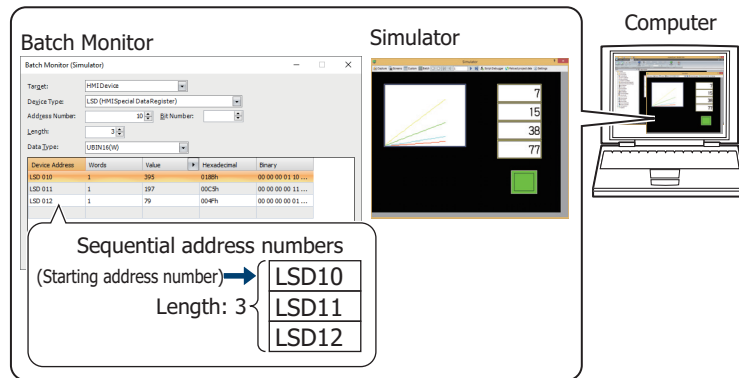 Computer
Batch Monitor
Simulator
Batch Monitor (Simulator)
Target: HMI Device
Device Type: LSD (HMI Special Data Register)
Address Number: 10 Bit Number:
Length: 3
Data Type: UBIN16(W)
Device Address Words Value Hexadecimal Binary
LSD 010 1 395 018Bh 00 00 00 01 10 ...
LSD 011 1 197 00C5h 00 00 00 00 11 ...
LSD 012 1 79 004Fh 00 00 00 00 01 ...
7
15
38
77
Sequential address numbers
(Starting address number) LSD10
Length: 3 LSD11
LSD12